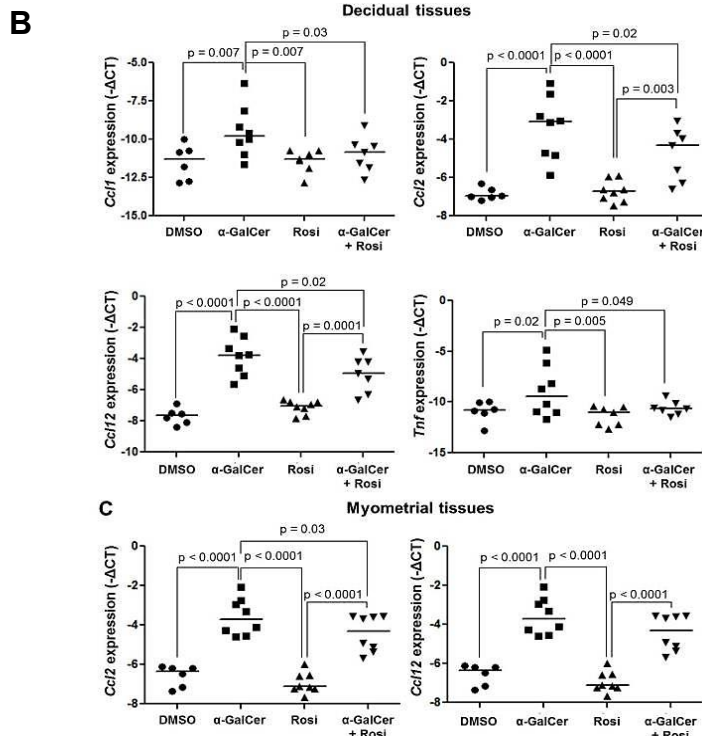 B
Decidual tissues
p = 0.03
p = 0.007 p = 0.007
Ccl1 expression (-ΔCT)
-5.0
-7.5
-10.0
-12.5
-15.0
DMSO α-GalCer Rosi α-GalCer
+ Rosi
p = 0.02
p < 0.0001 p < 0.0001
p = 0.003
Ccl2 expression (-ΔCT)
0
-2
-4
-6
-8
DMSO α-GalCer Rosi α-GalCer
+ Rosi
p = 0.02
p < 0.0001 p < 0.0001
p = 0.0001
Ccl12 expression (-ΔCT)
0
-2
-4
-6
-8
-10
DMSO α-GalCer Rosi α-GalCer
+ Rosi
p = 0.049
p = 0.02 p = 0.005
Tnf expression (-ΔCT)
0
-5
-10
-15
DMSO α-GalCer Rosi α-GalCer
+ Rosi
C
Myometrial tissues
p = 0.03
p < 0.0001 p < 0.0001
p < 0.0001
Ccl2 expression (-ΔCT)
0
-2
-4
-6
-8
DMSO α-GalCer Rosi α-GalCer
+ Rosi
p < 0.0001 p < 0.0001
p < 0.0001
Ccl12 expression (-ΔCT)
0
-2
-4
-6
-8
DMSO α-GalCer Rosi α-GalCer
+ Rosi